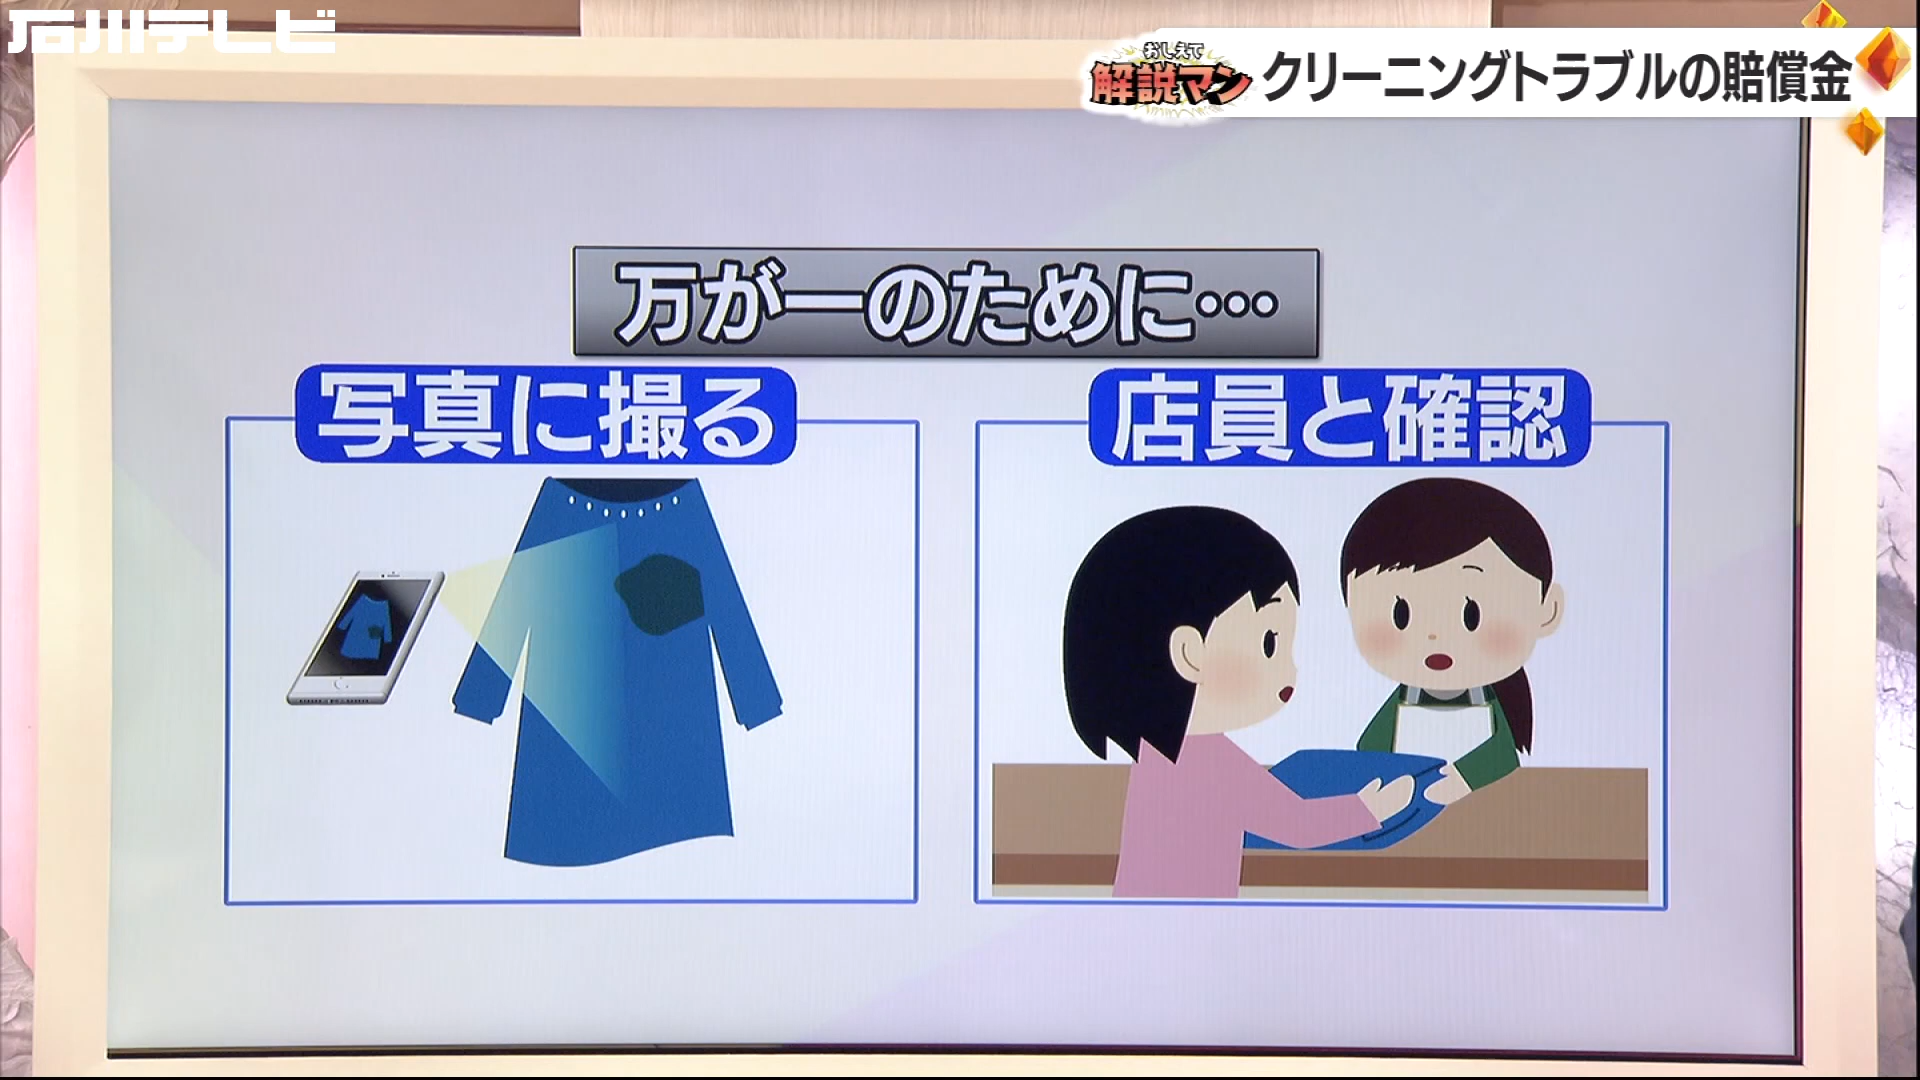 石川テレビ
おしえて
解説マン
クリーニングトラブルの賠償金
万が一のために…
写真に撮る
店員と確認